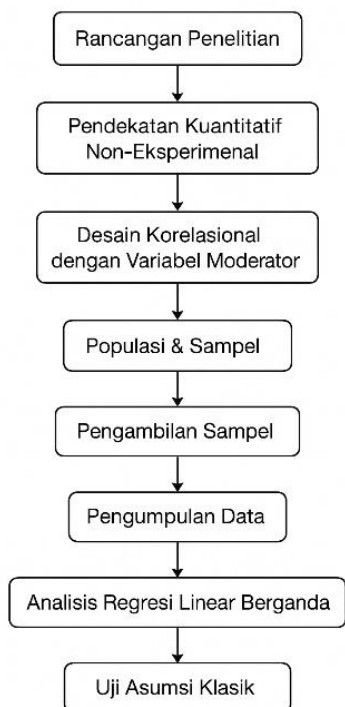 Rancangan Penelitian
Pendekatan Kuantitatif
Non-Eksperimenal
Desain Korelasional
dengan Variabel Moderator
Populasi & Sampel
Pengambilan Sampel
Pengumpulan Data
Analisis Regresi Linear Berganda
Uji Asumsi Klasik